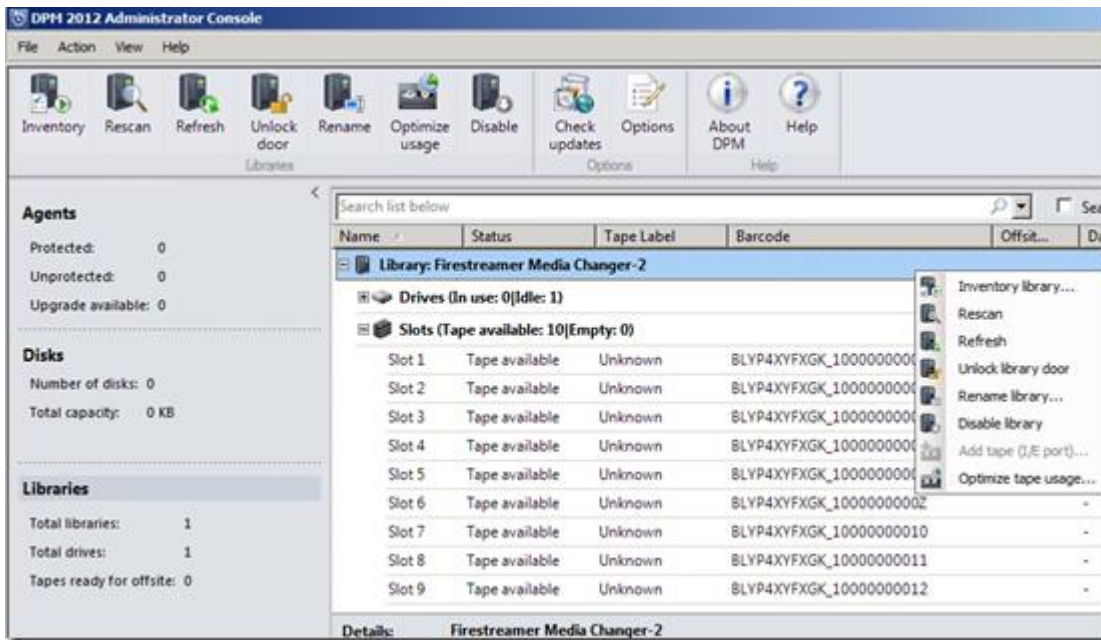 DPM 2012 Administrator Console
File Action View Help
Inventory Rescan Refresh Unlock door Rename Optimize usage Disable Check updates Options About DPM Help
Libraries Options Help
Agents
Protected: 0
Unprotected: 0
Upgrade available: 0
Disks
Number of disks: 0
Total capacity: 0 KB
Libraries
Total libraries: 1
Total drives: 1
Tapes ready for offsite: 0
Search list below
Name Status Tape Label Barcode Offsit...
Library: Firestreamer Media Changer-2
Drives (In use: 0|Idle: 1)
Slots (Tape available: 10|Empty: 0)
Slot 1 Tape available Unknown
Slot 2 Tape available Unknown
Slot 3 Tape available Unknown
Slot 4 Tape available Unknown
Slot 5 Tape available Unknown
Slot 6 Tape available Unknown BLYP4XYFXGK_1000000000Z -
Slot 7 Tape available Unknown BLYP4XYFXGK_10000000010 -
Slot 8 Tape available Unknown BLYP4XYFXGK_10000000011 -
Slot 9 Tape available Unknown BLYP4XYFXGK_10000000012 -
Inventory library...
Rescan
Refresh
Unlock library door
Rename library...
Disable library
Add tape (I/E port)...
Optimize tape usage...
Details: Firestreamer Media Changer-2